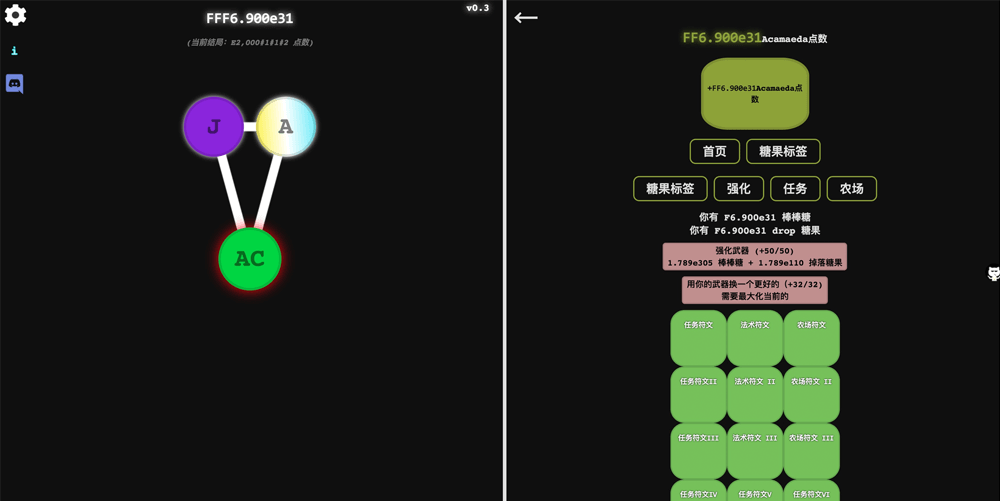 v0.3
FFF6.900e31
(当前结局: E2,000#1#1#2 点数)
i
J
A
AC
FF6.900e31Acamaeda点数
+FF6.900e31Acamaeda点
数
首页 糖果标签
糖果标签 强化 任务 农场
你有 F6.900e31 棒棒糖
你有 F6.900e31 drop 糖果
强化武器 (+50/50)
1.789e305 棒棒糖 + 1.789e110 掉落糖果
用你的武器换一个更好的 (+32/32)
需要最大化当前的
任务符文 法术符文 农场符文
任务符文II 法术符文 II 农场符文 II
任务符文III 法术符文 III 农场符文 III
任务符文IV 任务符文V 任务符文VI